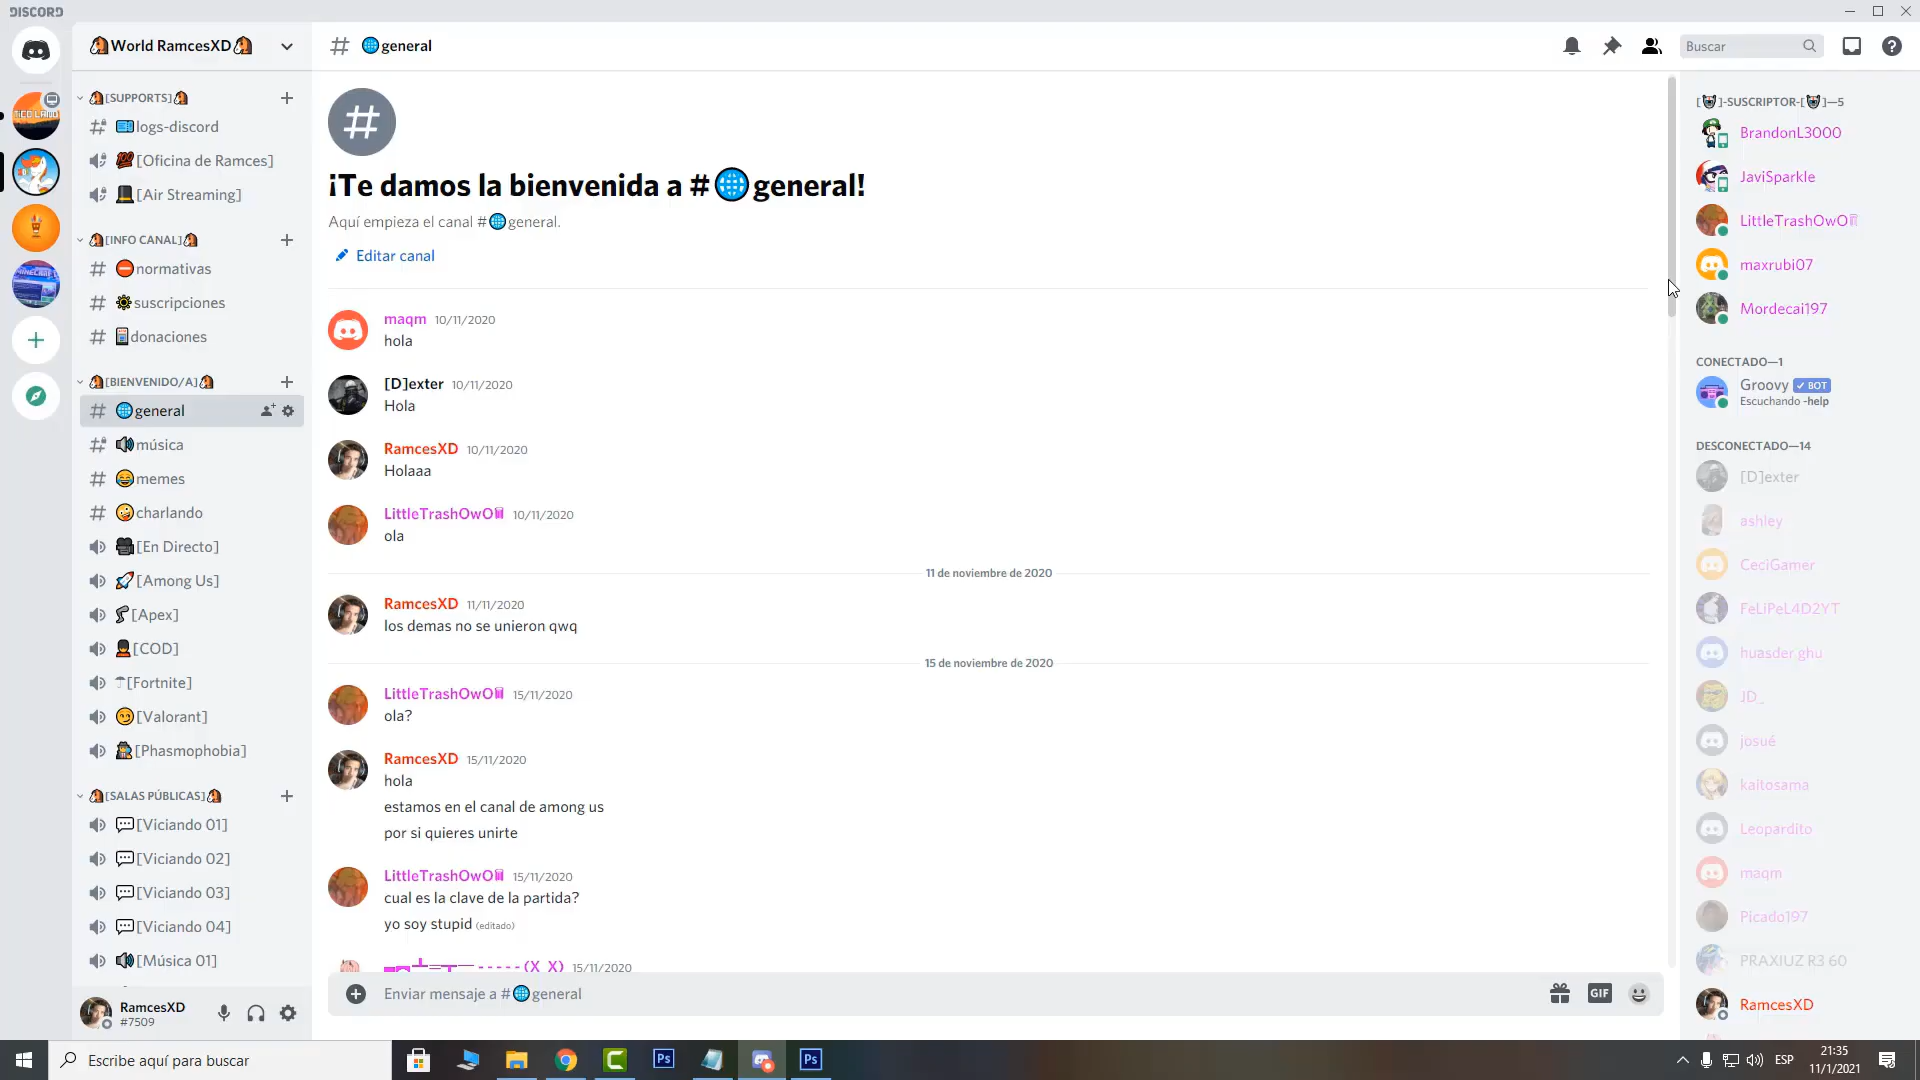 DISCORD
World RamcesXD
[SUPPORTS]
logs-discord
[Oficina de Ramces]
[Air Streaming]
[INFO CANAL]
normativas
suscripciones
donaciones
[BIENVENIDO/A]
general
música
memes
charlando
[En Directo]
[Among Us]
[Apex]
[COD]
[Fortnite]
[Valorant]
[Phasmophobia]
[SALAS PÚBLICAS]
[Viciando 01]
[Viciando 02]
[Viciando 03]
[Viciando 04]
[Música 01]
RamcesXD
#7509
# general
Buscar
¡Te damos la bienvenida a # general!
Aquí empieza el canal # general.
Editar canal
maqm 10/11/2020
hola
[D]exter 10/11/2020
Hola
RamcesXD 10/11/2020
Holaaa
LittleTrashOwO 10/11/2020
ola
11 de noviembre de 2020
RamcesXD 11/11/2020
los demas no se unieron qwq
15 de noviembre de 2020
LittleTrashOwO 15/11/2020
ola?
RamcesXD 15/11/2020
hola
estamos en el canal de among us
por si quieres unirte
LittleTrashOwO 15/11/2020
cual es la clave de la partida?
yo soy stupid (editado)
(X_X) 15/11/2020
Enviar mensaje a # general
GIF
[ ]-SUSCRIPTOR-[ ]—5
BrandonL3000
JaviSparkle
LittleTrashOwO
maxrubi07
Mordecai197
CONECTADO—1
Groovy ✓ BOT
Escuchando -help
DESCONECTADO—14
[D]exter
ashley
CeciGamer
FeLiPeL4D2YT
huasder ghu
JD_
josué
kaitosama
Leopardito
maqm
Picado197
PRAXIUZ R3 60
RamcesXD
Escribe aquí para buscar
Ps
Ps
ESP
21:35
11/1/2021